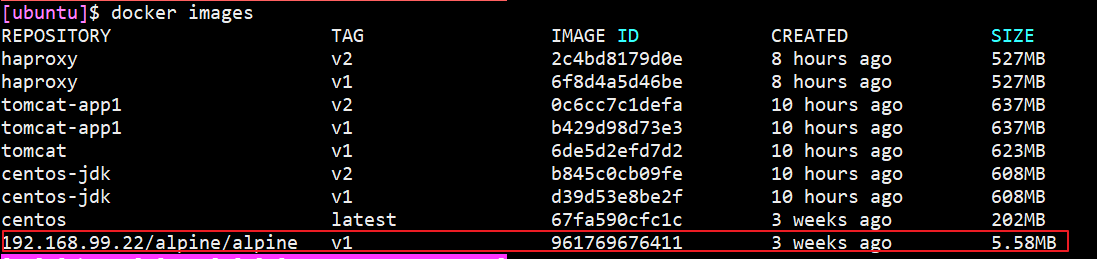 [ubuntu]$ docker images
REPOSITORY TAG IMAGE ID CREATED SIZE
haproxy v2 2c4bd8179d0e 8 hours ago 527MB
haproxy v1 6f8d4a5d46be 8 hours ago 527MB
tomcat-app1 v2 0c6cc7c1defa 10 hours ago 637MB
tomcat-app1 v1 b429d98d73e3 10 hours ago 637MB
tomcat v1 6de5d2efd7d2 10 hours ago 623MB
centos-jdk v2 b845c0cb09fe 10 hours ago 608MB
centos-jdk v1 d39d53e8be2f 10 hours ago 608MB
centos latest 67fa590cfc1c 3 weeks ago 202MB
192.168.99.22/alpine/alpine v1 961769676411 3 weeks ago 5.58MB